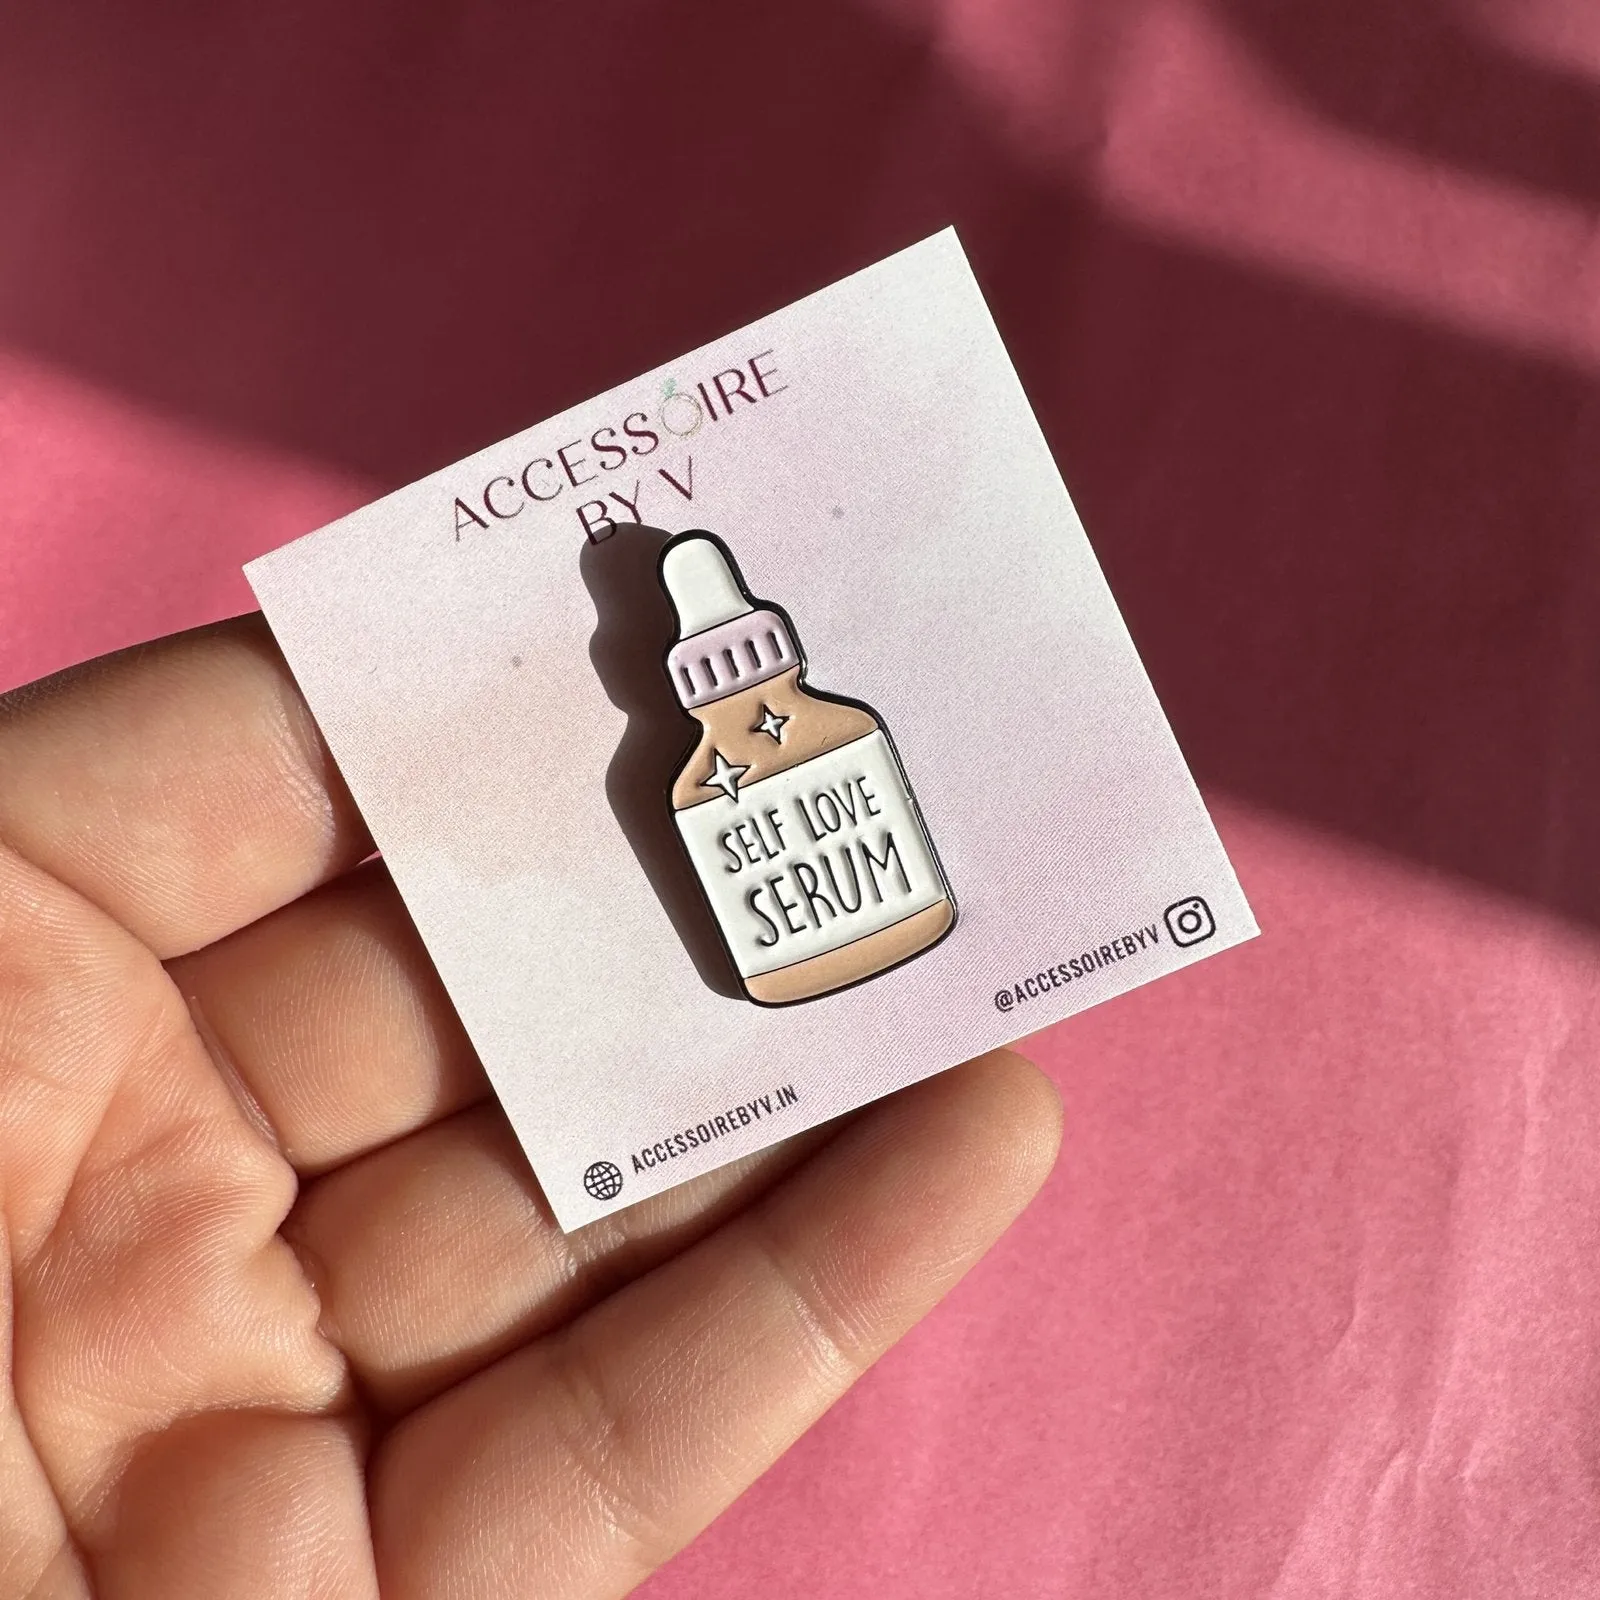 ACCESSOIRE
BY V
SELF LOVE
SERUM
@ACCESSOIREBYV
ACCESSOIREBYV.IN